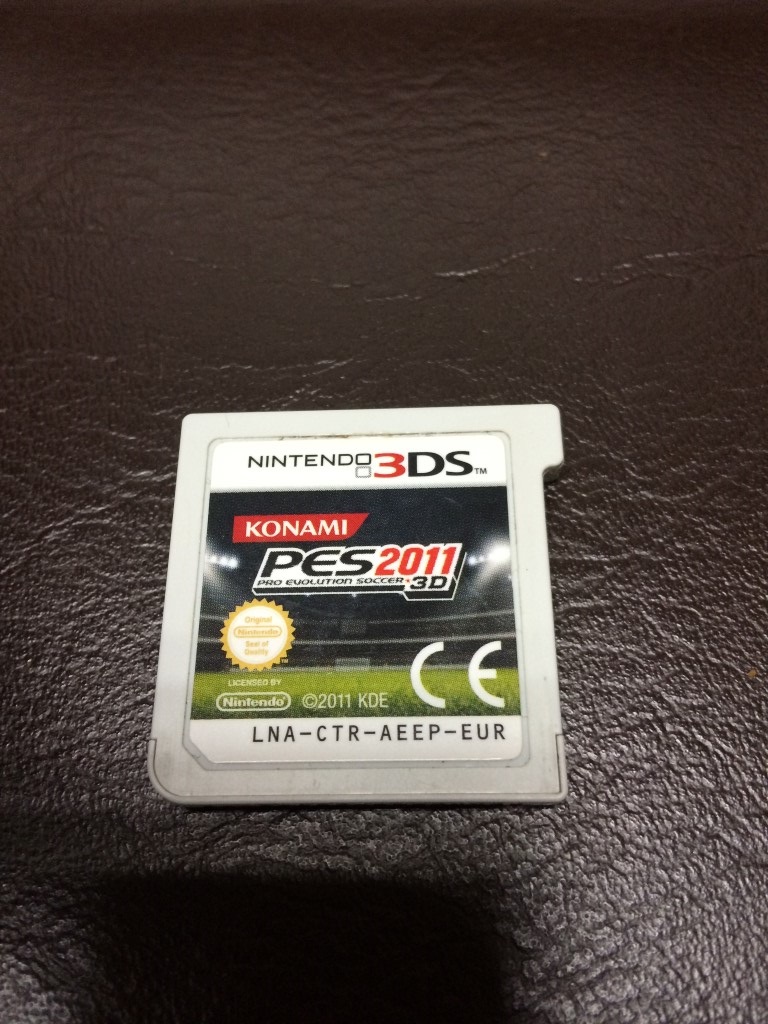 NINTENDO 3DS™
KONAMI
PES2011
PRO EVOLUTION SOCCER 3D
Original
Nintendo
Seal of
Quality
LICENSED BY
Nintendo
©2011 KDE
CE
LNA-CTR-AEEP-EUR